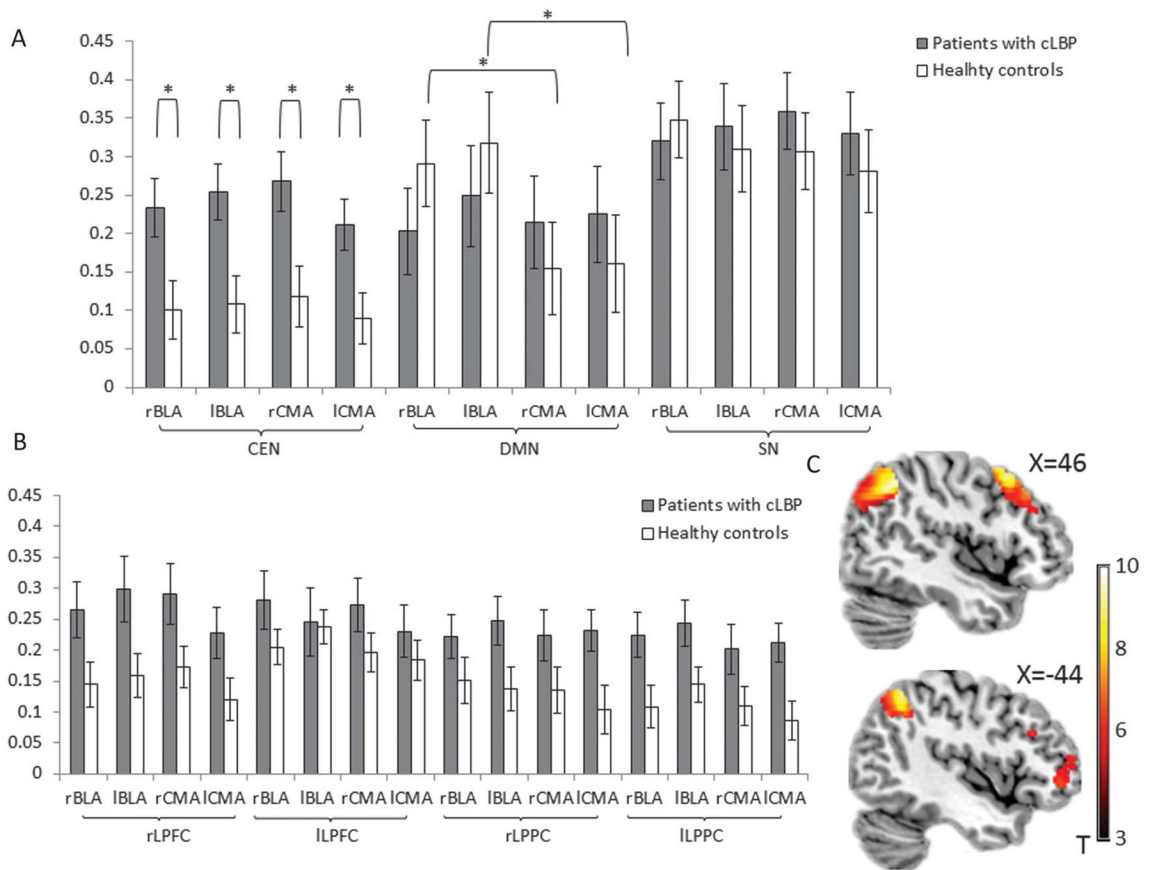 A
* *
0.45
0.4
0.35
0.3
0.25
0.2
0.15
0.1
0.05
0
* * * *
Patients with cLBP
Healhty controls
rBLA lBLA rCMA lCMA rBLA lBLA rCMA lCMA rBLA lBLA rCMA lCMA
CEN DMN SN
B
0.45
0.4
0.35
0.3
0.25
0.2
0.15
0.1
0.05
0
Patients with cLBP
Healthy controls
rBLA lBLA rCMA lCMA rBLA lBLA rCMA lCMA rBLA lBLA rCMA lCMA rBLA lBLA rCMA lCMA
rLPFC lLPFC rLPPC lLPPC
C
X=46
X=-44
10
8
6
T 3